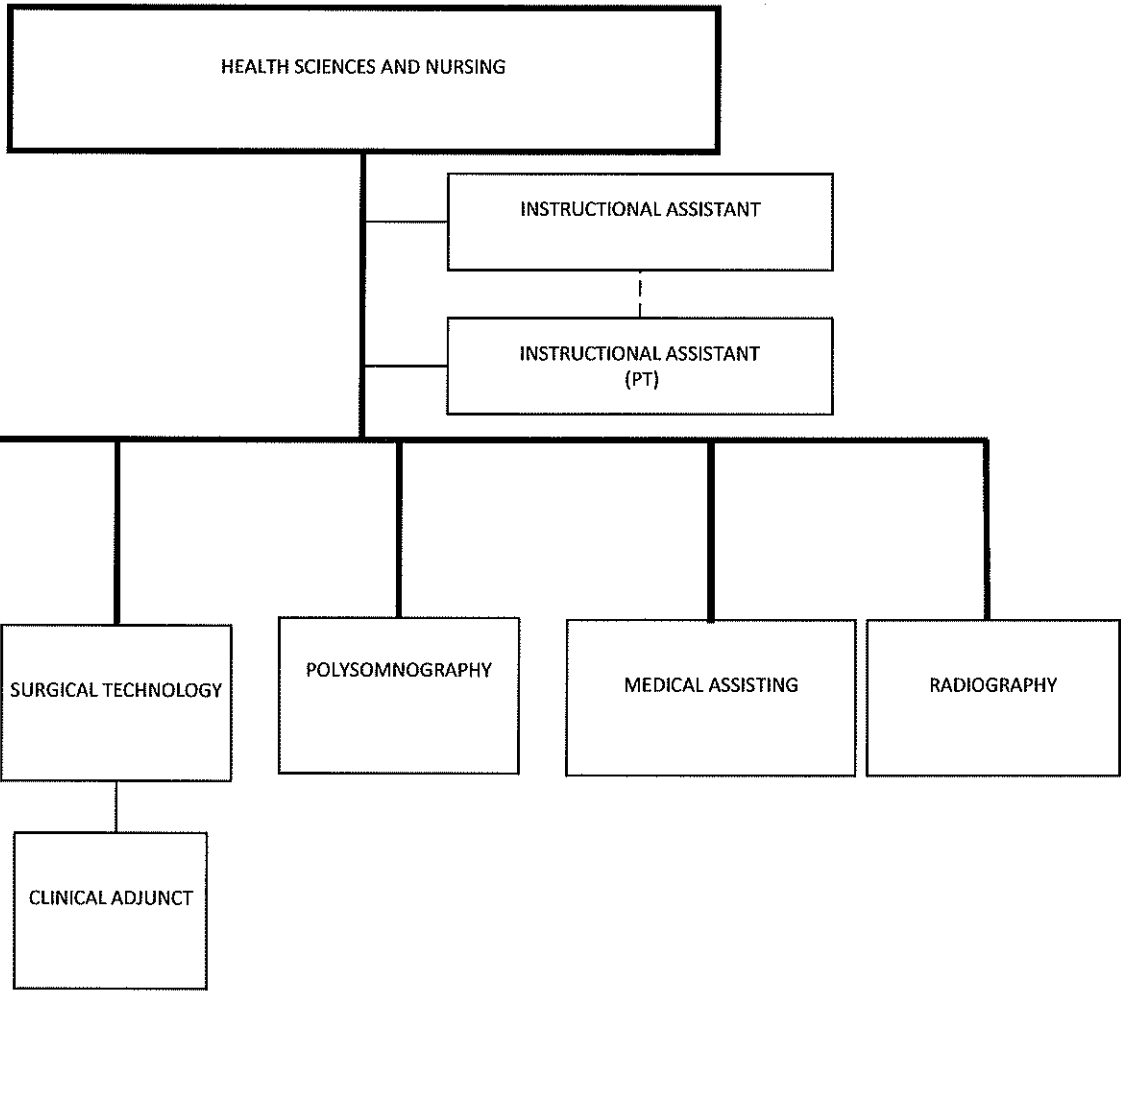 HEALTH SCIENCES AND NURSING
INSTRUCTIONAL ASSISTANT
INSTRUCTIONAL ASSISTANT
(PT)
SURGICAL TECHNOLOGY
POLYSOMNOGRAPHY
MEDICAL ASSISTING
RADIOGRAPHY
CLINICAL ADJUNCT